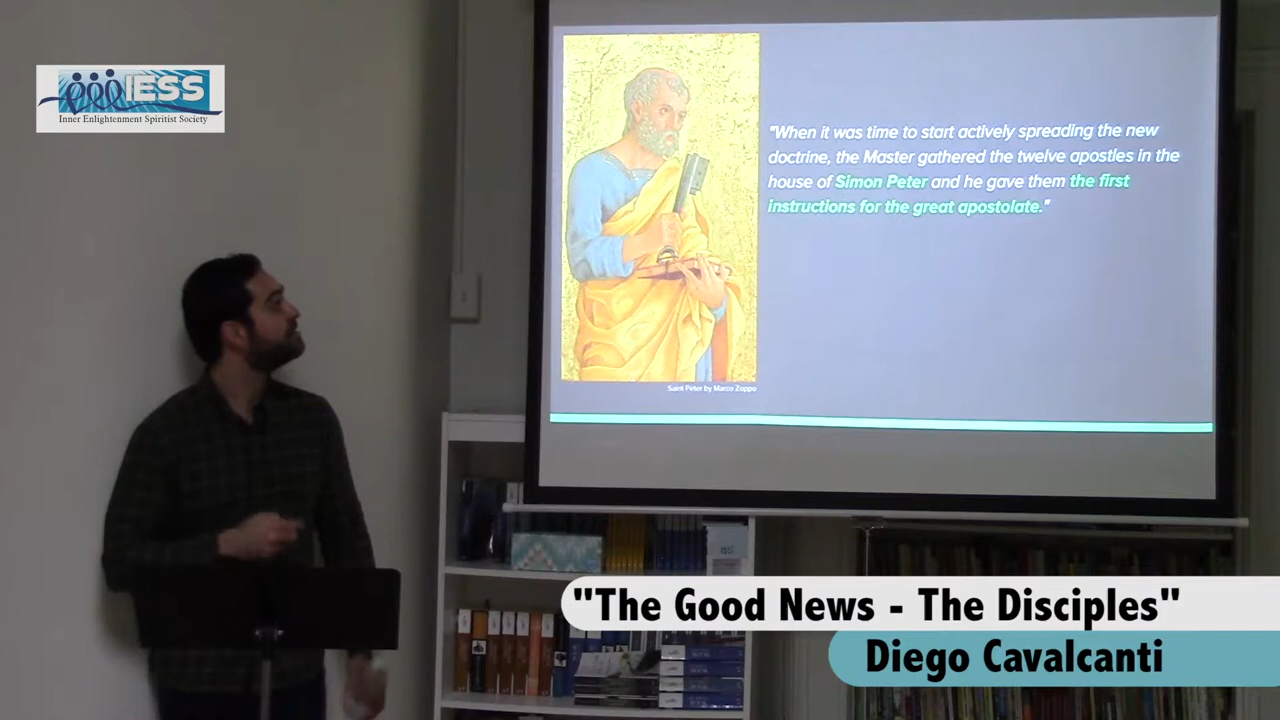 IESS
Inner Enlightenment Spiritist Society
"When it was time to start actively spreading the new
doctrine, the Master gathered the twelve apostles in the
house of Simon Peter and he gave them the first
instructions for the great apostolate."
Saint Peter by Marco Zoppo
"The Good News - The Disciples"
Diego Cavalcanti